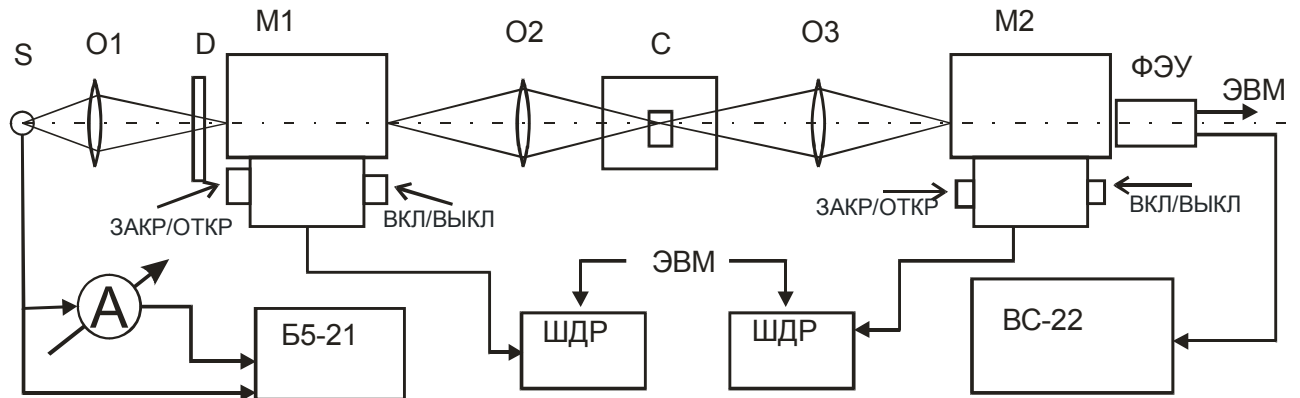 S
O1
D
M1
O2
C
O3
M2
ФЭУ
ЭВМ
ЗАКР/ОТКР
ВКЛ/ВЫКЛ
ЗАКР/ОТКР
ВКЛ/ВЫКЛ
ЭВМ
A
Б5-21
ШДР
ШДР
ВС-22